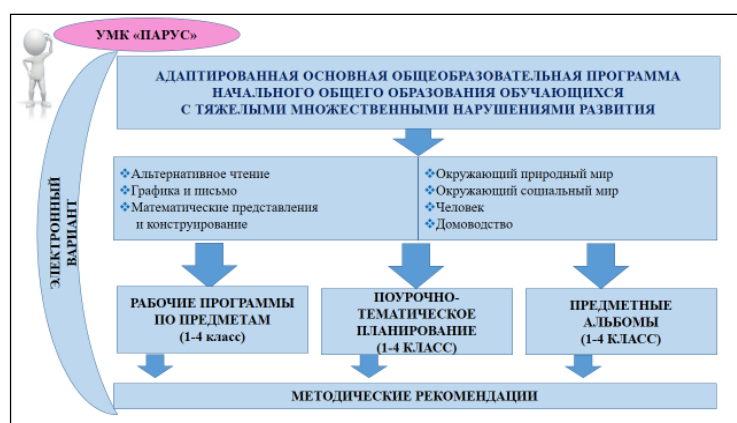 УМК «ПАРУС»
АДАПТИРОВАННАЯ ОСНОВНАЯ ОБЩЕОБРАЗОВАТЕЛЬНАЯ ПРОГРАММА
НАЧАЛЬНОГО ОБЩЕГО ОБРАЗОВАНИЯ ОБУЧАЮЩИХСЯ
С ТЯЖЕЛЫМИ МНОЖЕСТВЕННЫМИ НАРУШЕНИЯМИ РАЗВИТИЯ
ЭЛЕКТРОННЫЙ
ВАРИАНТ
❖Альтернативное чтение
❖Графика и письмо
❖Математические представления
и конструирование
❖Окружающий природный мир
❖Окружающий социальный мир
❖Человек
❖Домоводство
РАБОЧИЕ ПРОГРАММЫ
ПО ПРЕДМЕТАМ
(1-4 класс)
ПОУРОЧНО-
ТЕМАТИЧЕСКОЕ
ПЛАНИРОВАНИЕ
(1-4 КЛАСС)
ПРЕДМЕТНЫЕ
АЛЬБОМЫ
(1-4 КЛАСС)
МЕТОДИЧЕСКИЕ РЕКОМЕНДАЦИИ